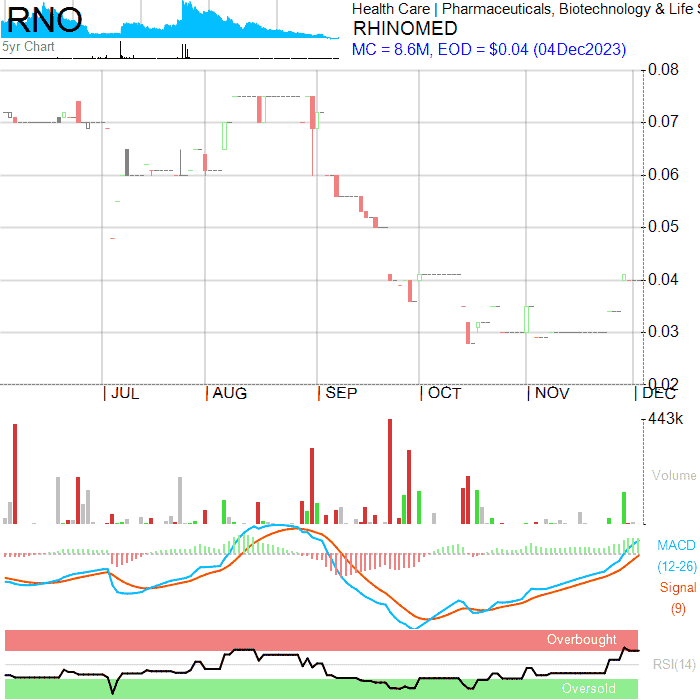 RNO
5yr Chart
Health Care | Pharmaceuticals, Biotechnology & Life S
RHINOMED
MC = 8.6M, EOD = $0.04 (04Dec2023)
0.08
0.07
0.06
0.05
0.04
0.03
0.02
JUL AUG SEP OCT NOV DEC
443k
Volume
MACD
(12-26)
Signal
(9)
Overbought
RSI(14)
Oversold